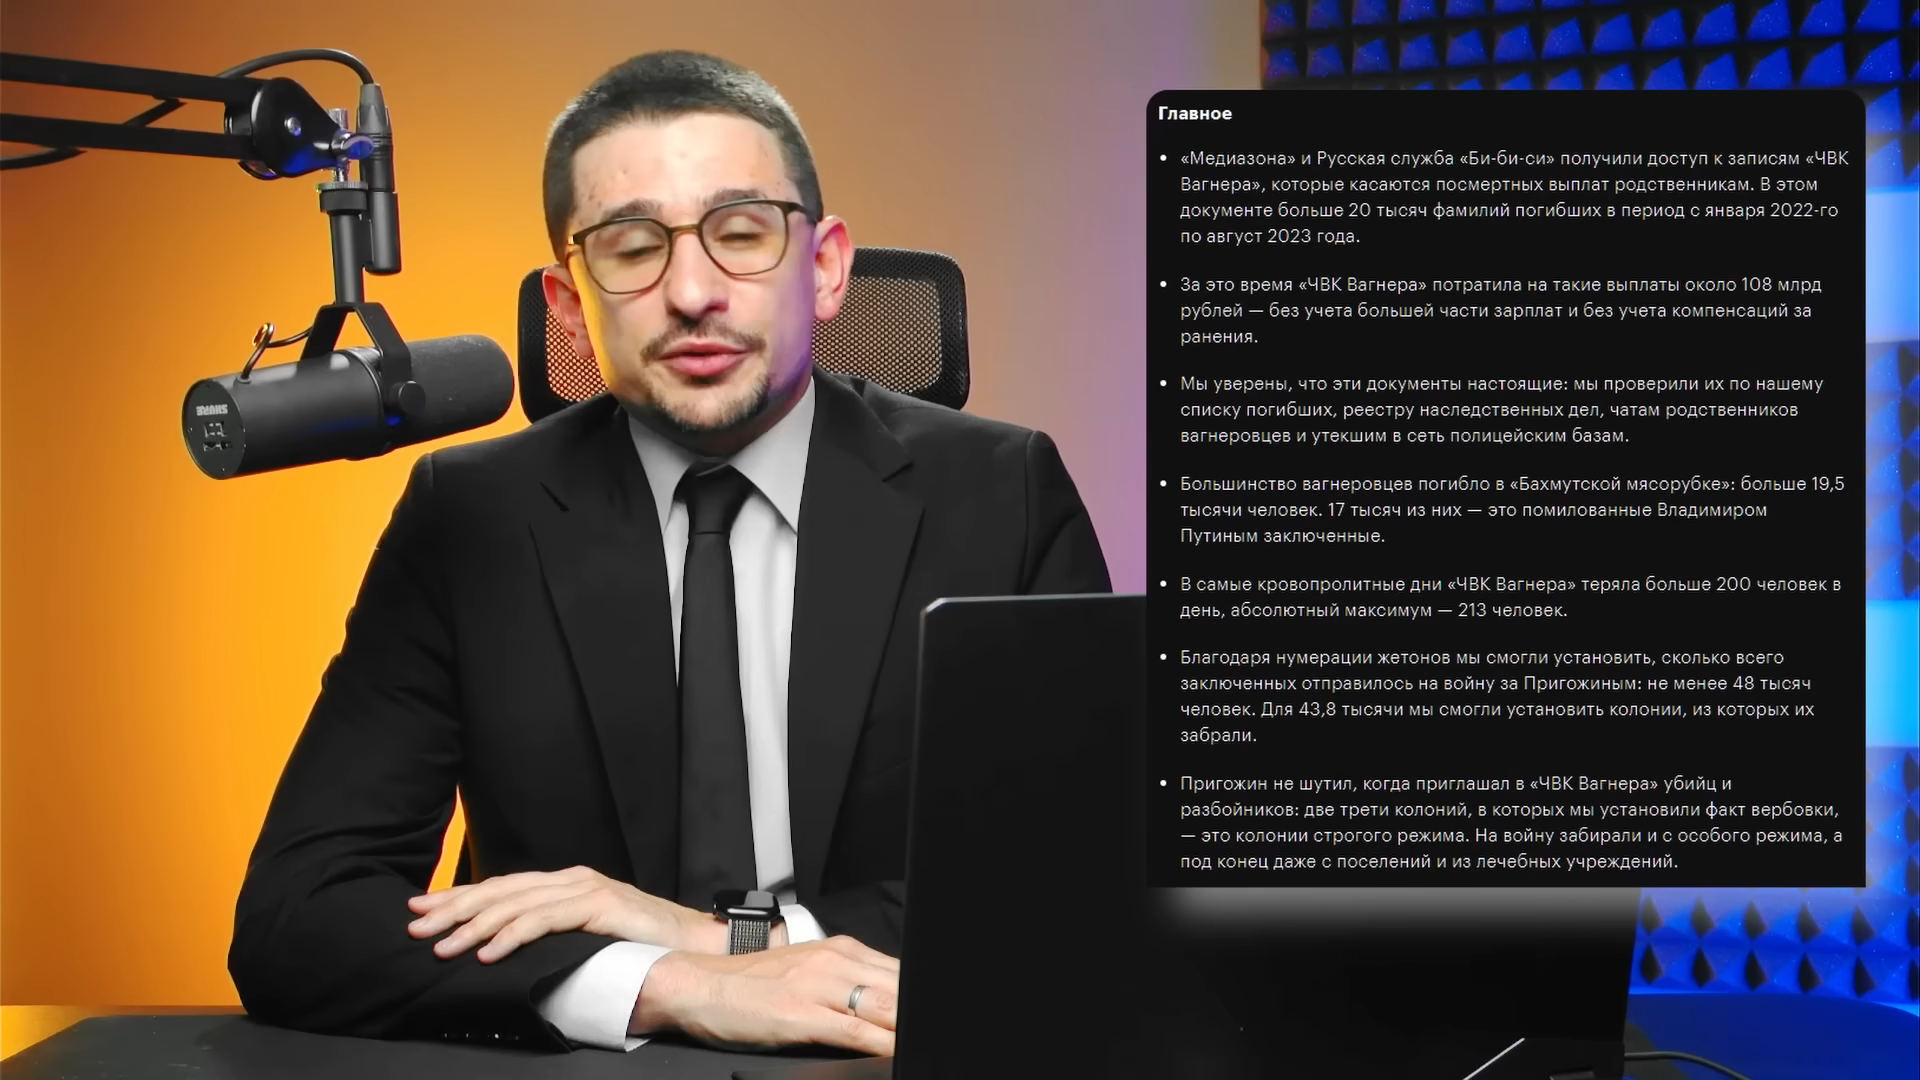 Главное
• «Медиазона» и Русская служба «Би-би-си» получили доступ к записям «ЧВК
Вагнера», которые касаются посмертных выплат родственникам. В этом
документе больше 20 тысяч фамилий погибших в период с января 2022-го
по август 2023 года.
• За это время «ЧВК Вагнера» потратила на такие выплаты около 108 млрд
рублей — без учета большей части зарплат и без учета компенсаций за
ранения.
• Мы уверены, что эти документы настоящие: мы проверили их по нашему
списку погибших, реестру наследственных дел, чатам родственников
вагнеровцев и утекшим в сеть полицейским базам.
• Большинство вагнеровцев погибло в «Бахмутской мясорубке»: больше 19,5
тысячи человек. 17 тысяч из них — это помилованные Владимиром
Путиным заключенные.
• В самые кровопролитные дни «ЧВК Вагнера» теряла больше 200 человек в
день, абсолютный максимум — 213 человек.
• Благодаря нумерации жетонов мы смогли установить, сколько всего
заключенных отправилось на войну за Пригожиным: не менее 48 тысяч
человек. Для 43,8 тысячи мы смогли установить колонии, из которых их
забрали.
• Пригожин не шутил, когда приглашал в «ЧВК Вагнера» убийц и
разбойников: две трети колоний, в которых мы установили факт вербовки,
— это колонии строгого режима. На войну забирали и с особого режима, а
под конец даже с поселений и из лечебных учреждений.
SHURE